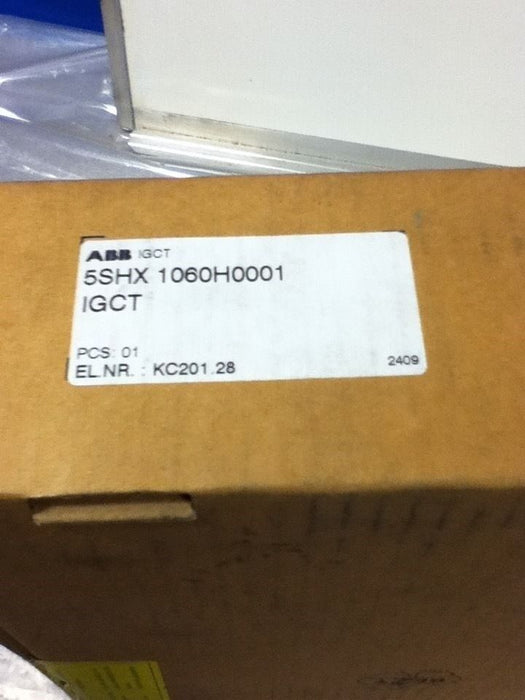 ABB IGCT
5SHX 1060H0001
IGCT
PCS: 01
EL.NR. : KC201.28
2409